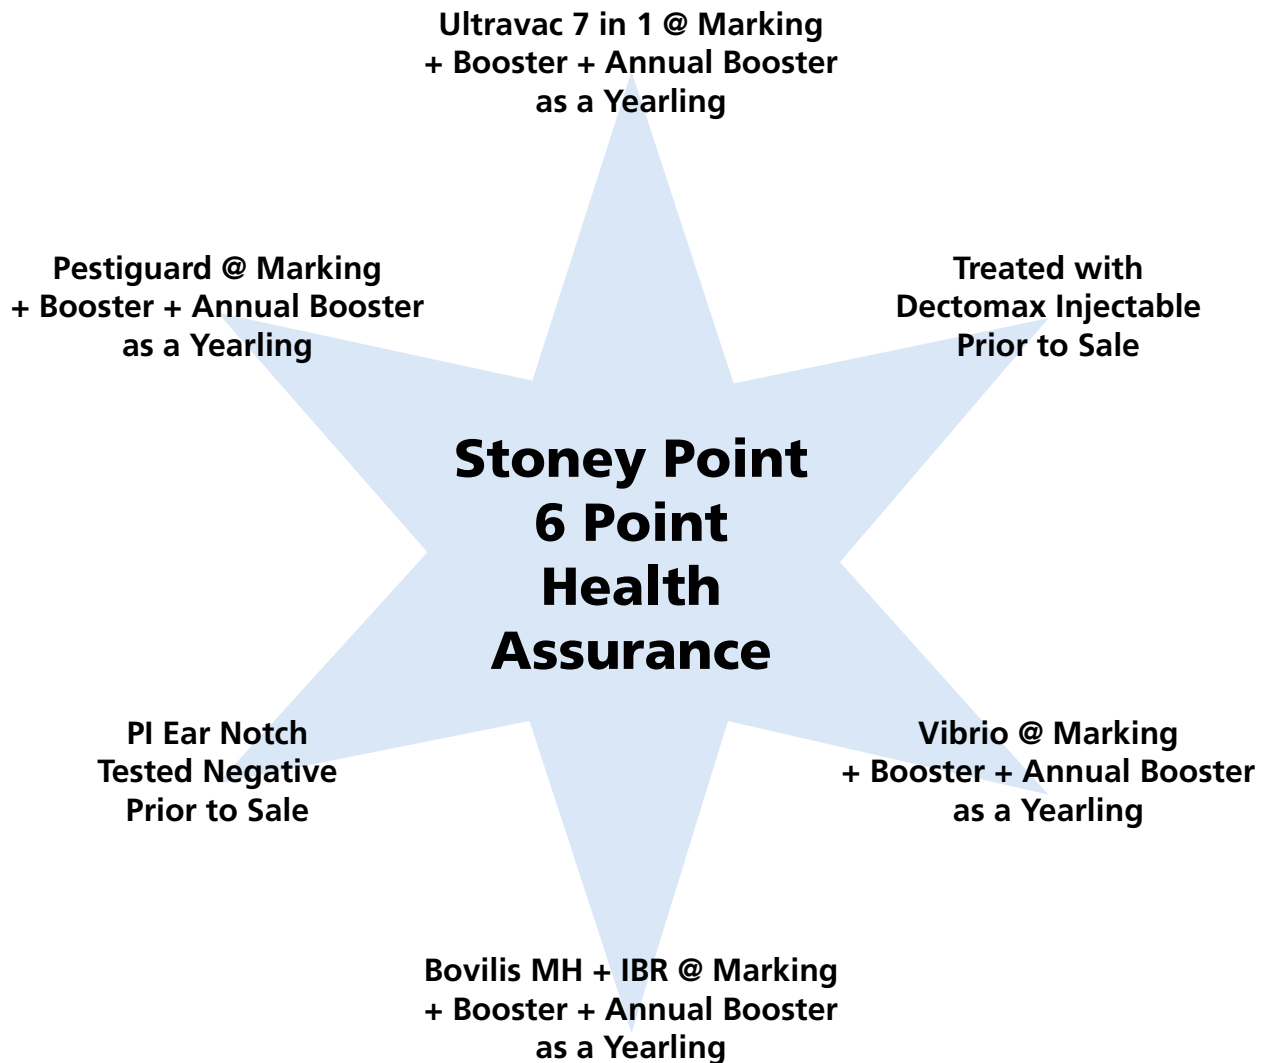 Ultravac 7 in 1 @ Marking
+ Booster + Annual Booster
as a Yearling
Pestiguard @ Marking
+ Booster + Annual Booster
as a Yearling
Treated with
Dectomax Injectable
Prior to Sale
Stoney Point
6 Point
Health
Assurance
PI Ear Notch
Tested Negative
Prior to Sale
Vibrio @ Marking
+ Booster + Annual Booster
as a Yearling
Bovilis MH + IBR @ Marking
+ Booster + Annual Booster
as a Yearling